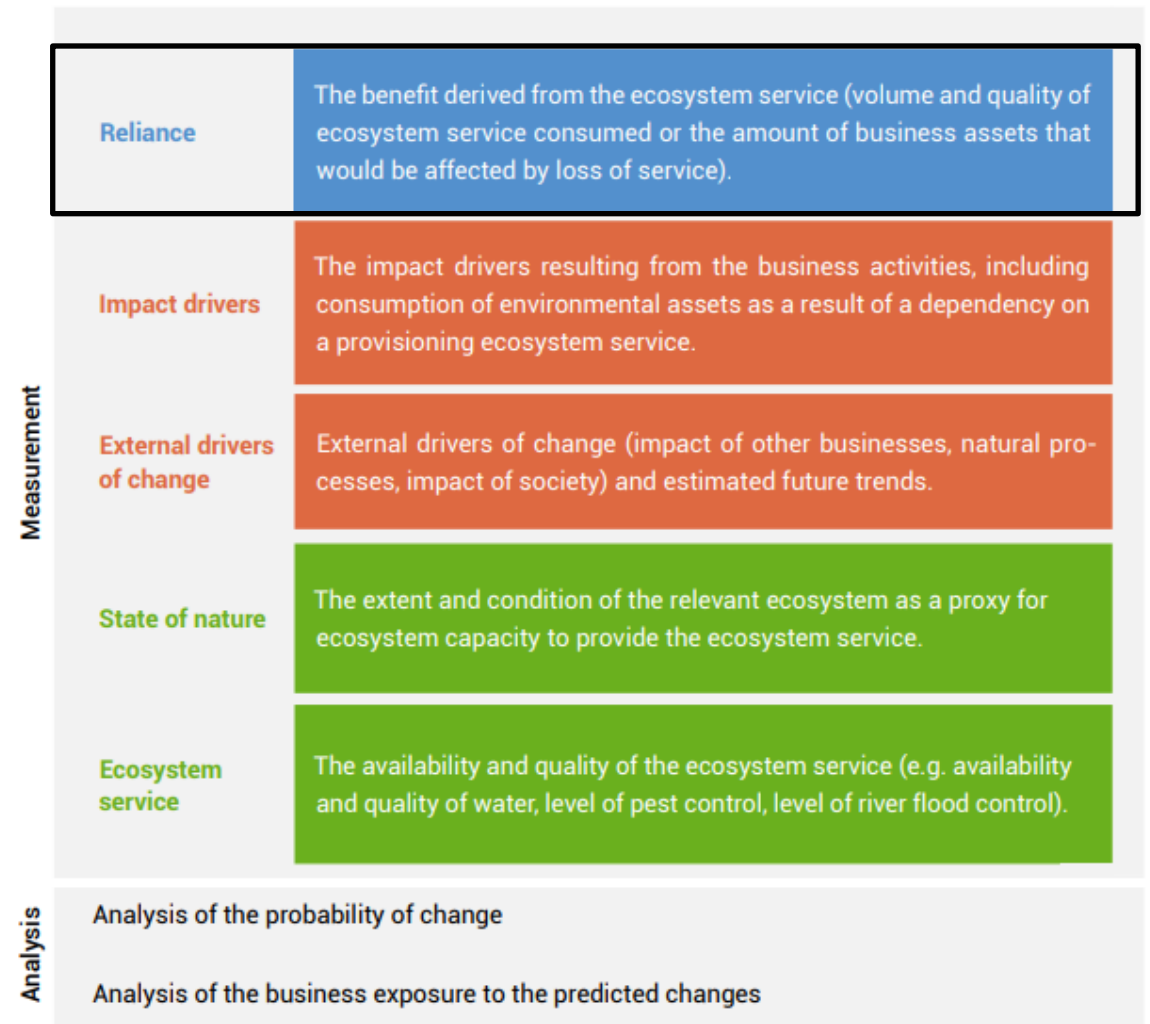 Measurement
Reliance
The benefit derived from the ecosystem service (volume and quality of
ecosystem service consumed or the amount of business assets that
would be affected by loss of service).
Impact drivers
The impact drivers resulting from the business activities, including
consumption of environmental assets as a result of a dependency on
a provisioning ecosystem service.
External drivers
of change
External drivers of change (impact of other businesses, natural pro-
cesses, impact of society) and estimated future trends.
State of nature
The extent and condition of the relevant ecosystem as a proxy for
ecosystem capacity to provide the ecosystem service.
Ecosystem
service
The availability and quality of the ecosystem service (e.g. availability
and quality of water, level of pest control, level of river flood control).
Analysis
Analysis of the probability of change
Analysis of the business exposure to the predicted changes